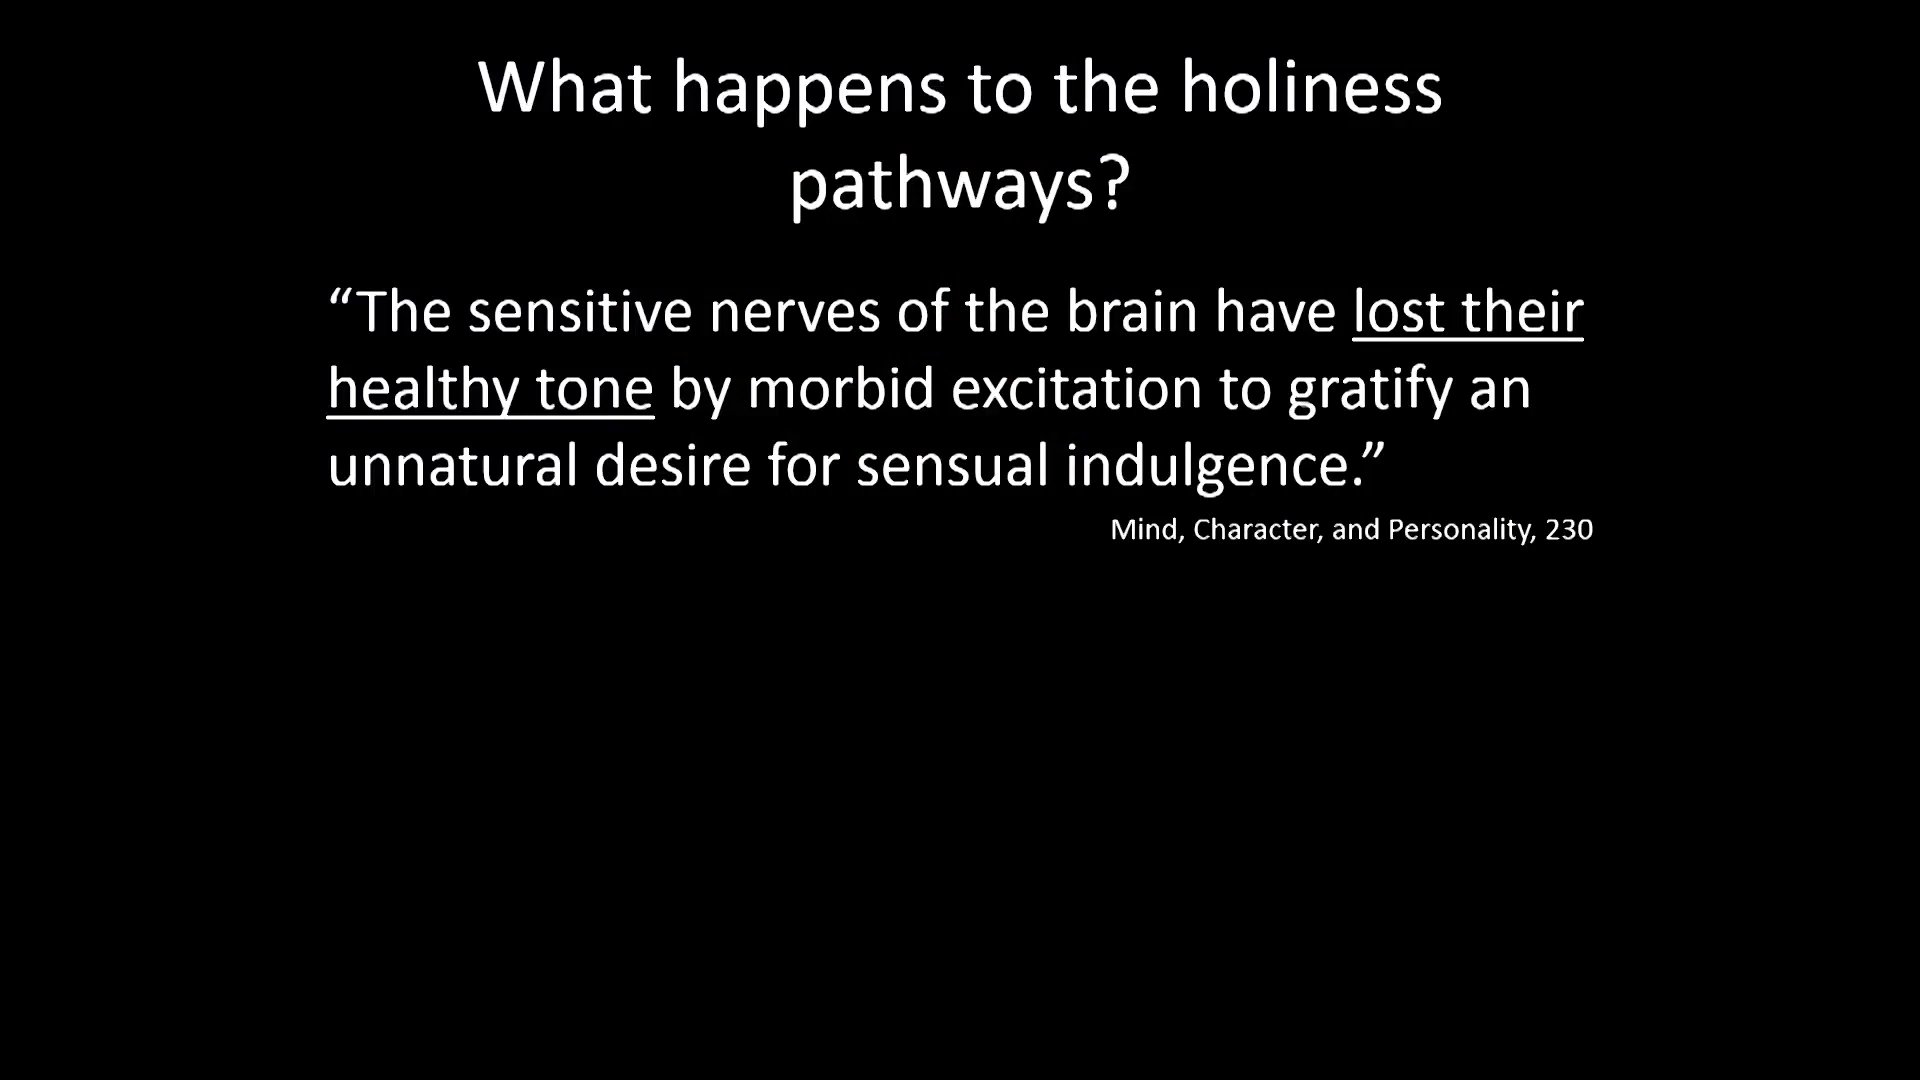 What happens to the holiness
pathways?
“The sensitive nerves of the brain have lost their
healthy tone by morbid excitation to gratify an
unnatural desire for sensual indulgence.”
Mind, Character, and Personality, 230